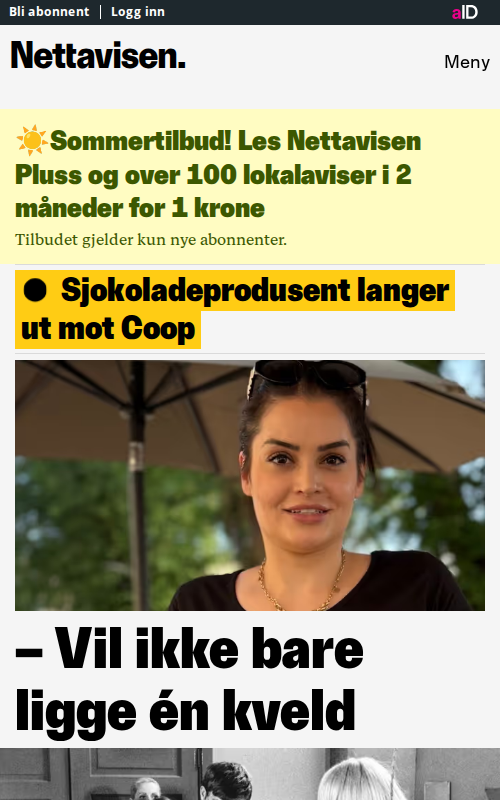 Bli abonnent | Logg inn
aID
Nettavisen.
Meny
☀️Sommertilbud! Les Nettavisen
Pluss og over 100 lokalaviser i 2
måneder for 1 krone
Tilbudet gjelder kun nye abonnenter.
● Sjokoladeprodusent langer
ut mot Coop
– Vil ikke bare
ligge én kveld